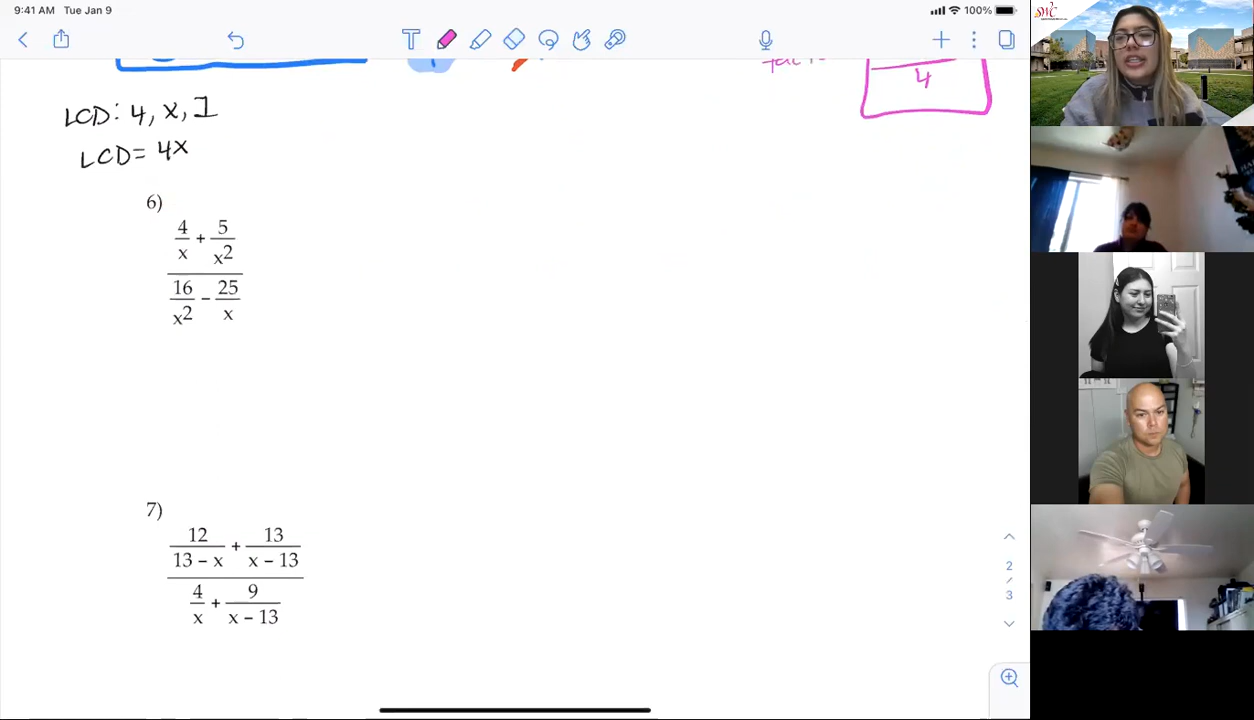 9:41 AM Tue Jan 9
100%
4
LCD: 4, x, 1
LCD = 4x
6)
4/x + 5/x²
16/x² − 25/x
7)
12/(13 − x) + 13/(x − 13)
4/x + 9/(x − 13)
2
/
3
SWC